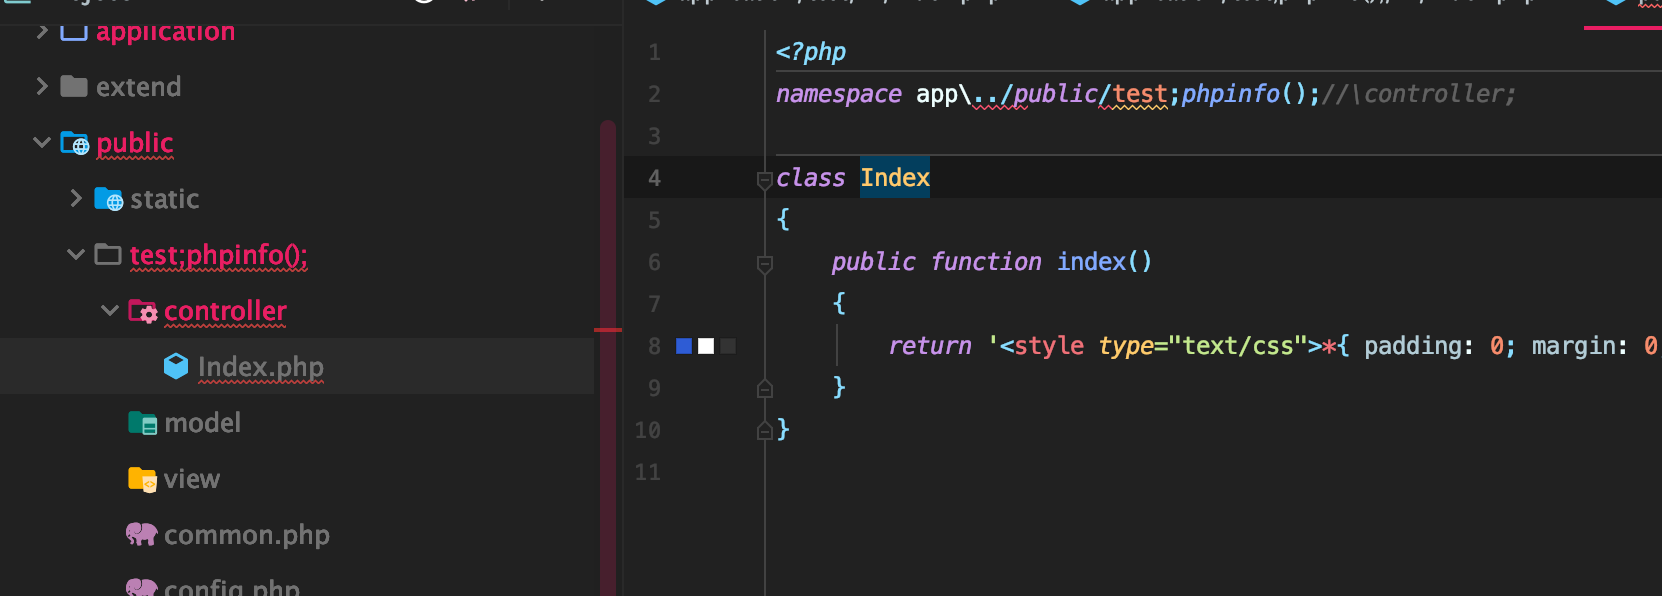 application
extend
public
static
test;phpinfo();
controller
Index.php
model
view
common.php
config.php
1 <?php
2 namespace app\../public/test;phpinfo();//\controller;
3
4 class Index
5 {
6 public function index()
7 {
8 return '<style type="text/css">*{ padding: 0; margin: 0
9 }
10 }
11